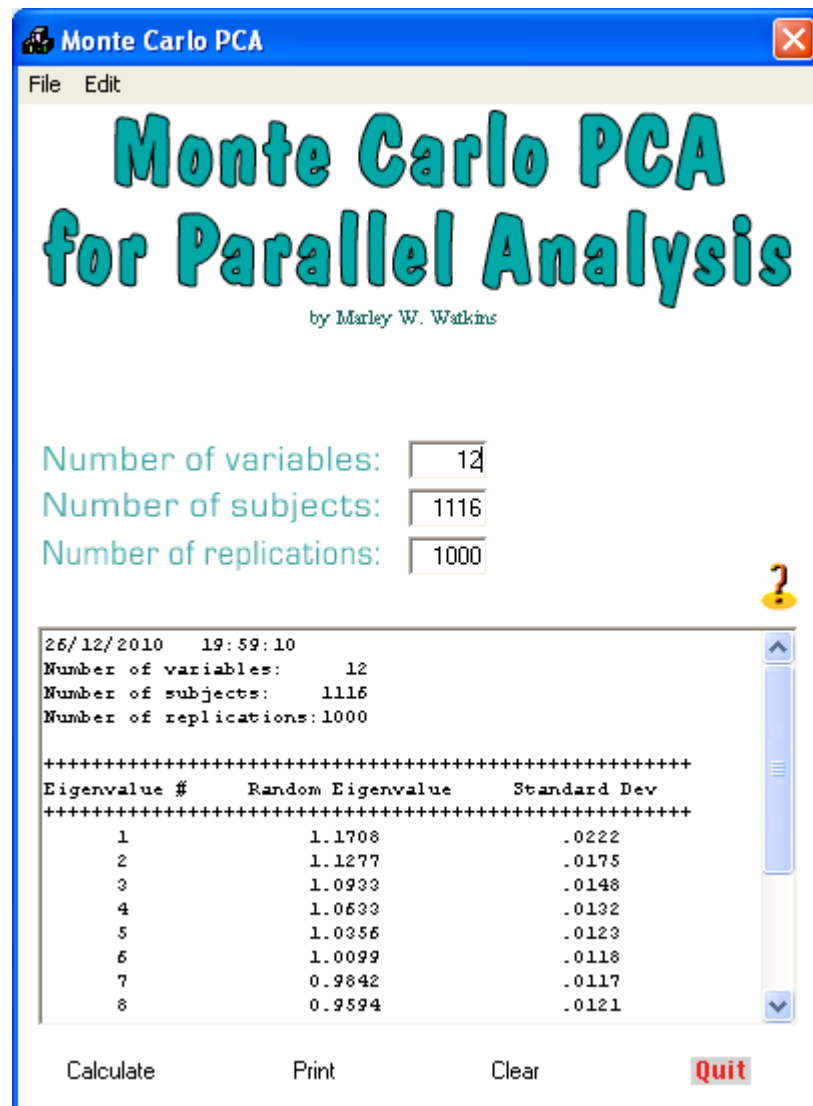 Monte Carlo PCA
File Edit
Monte Carlo PCA
for Parallel Analysis
by Marley W. Watkins
Number of variables: 12
Number of subjects: 1116
Number of replications: 1000
?
26/12/2010 19:59:10
Number of variables: 12
Number of subjects: 1116
Number of replications:1000
++++++++++++++++++++++++++++++++++++++++++++++++++++++
Eigenvalue # Random Eigenvalue Standard Dev
++++++++++++++++++++++++++++++++++++++++++++++++++++++
1 1.1708 .0222
2 1.1277 .0175
3 1.0933 .0148
4 1.0633 .0132
5 1.0356 .0123
6 1.0099 .0118
7 0.9842 .0117
8 0.9594 .0121
Calculate Print Clear Quit